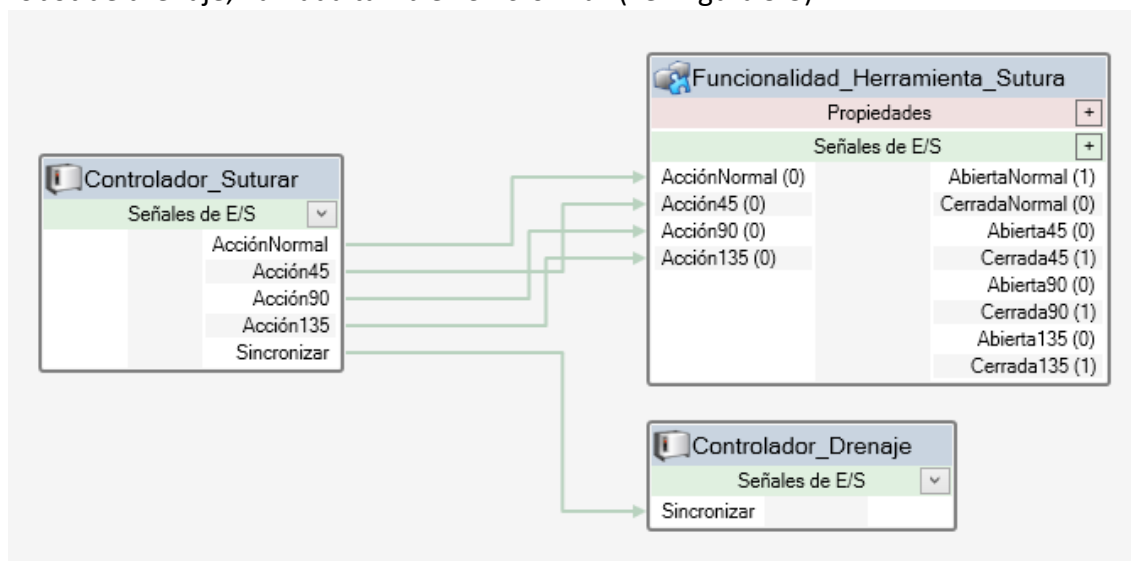 Controlador_Suturar
Señales de E/S
AcciónNormal
Acción45
Acción90
Acción135
Sincronizar
Funcionalidad_Herramienta_Sutura
Propiedades +
Señales de E/S +
AcciónNormal (0) AbiertaNormal (1)
Acción45 (0) CerradaNormal (0)
Acción90 (0) Abierta45 (0)
Acción135 (0) Cerrada45 (1)
Abierta90 (0)
Cerrada90 (1)
Abierta135 (0)
Cerrada135 (1)
Controlador_Drenaje
Señales de E/S
Sincronizar